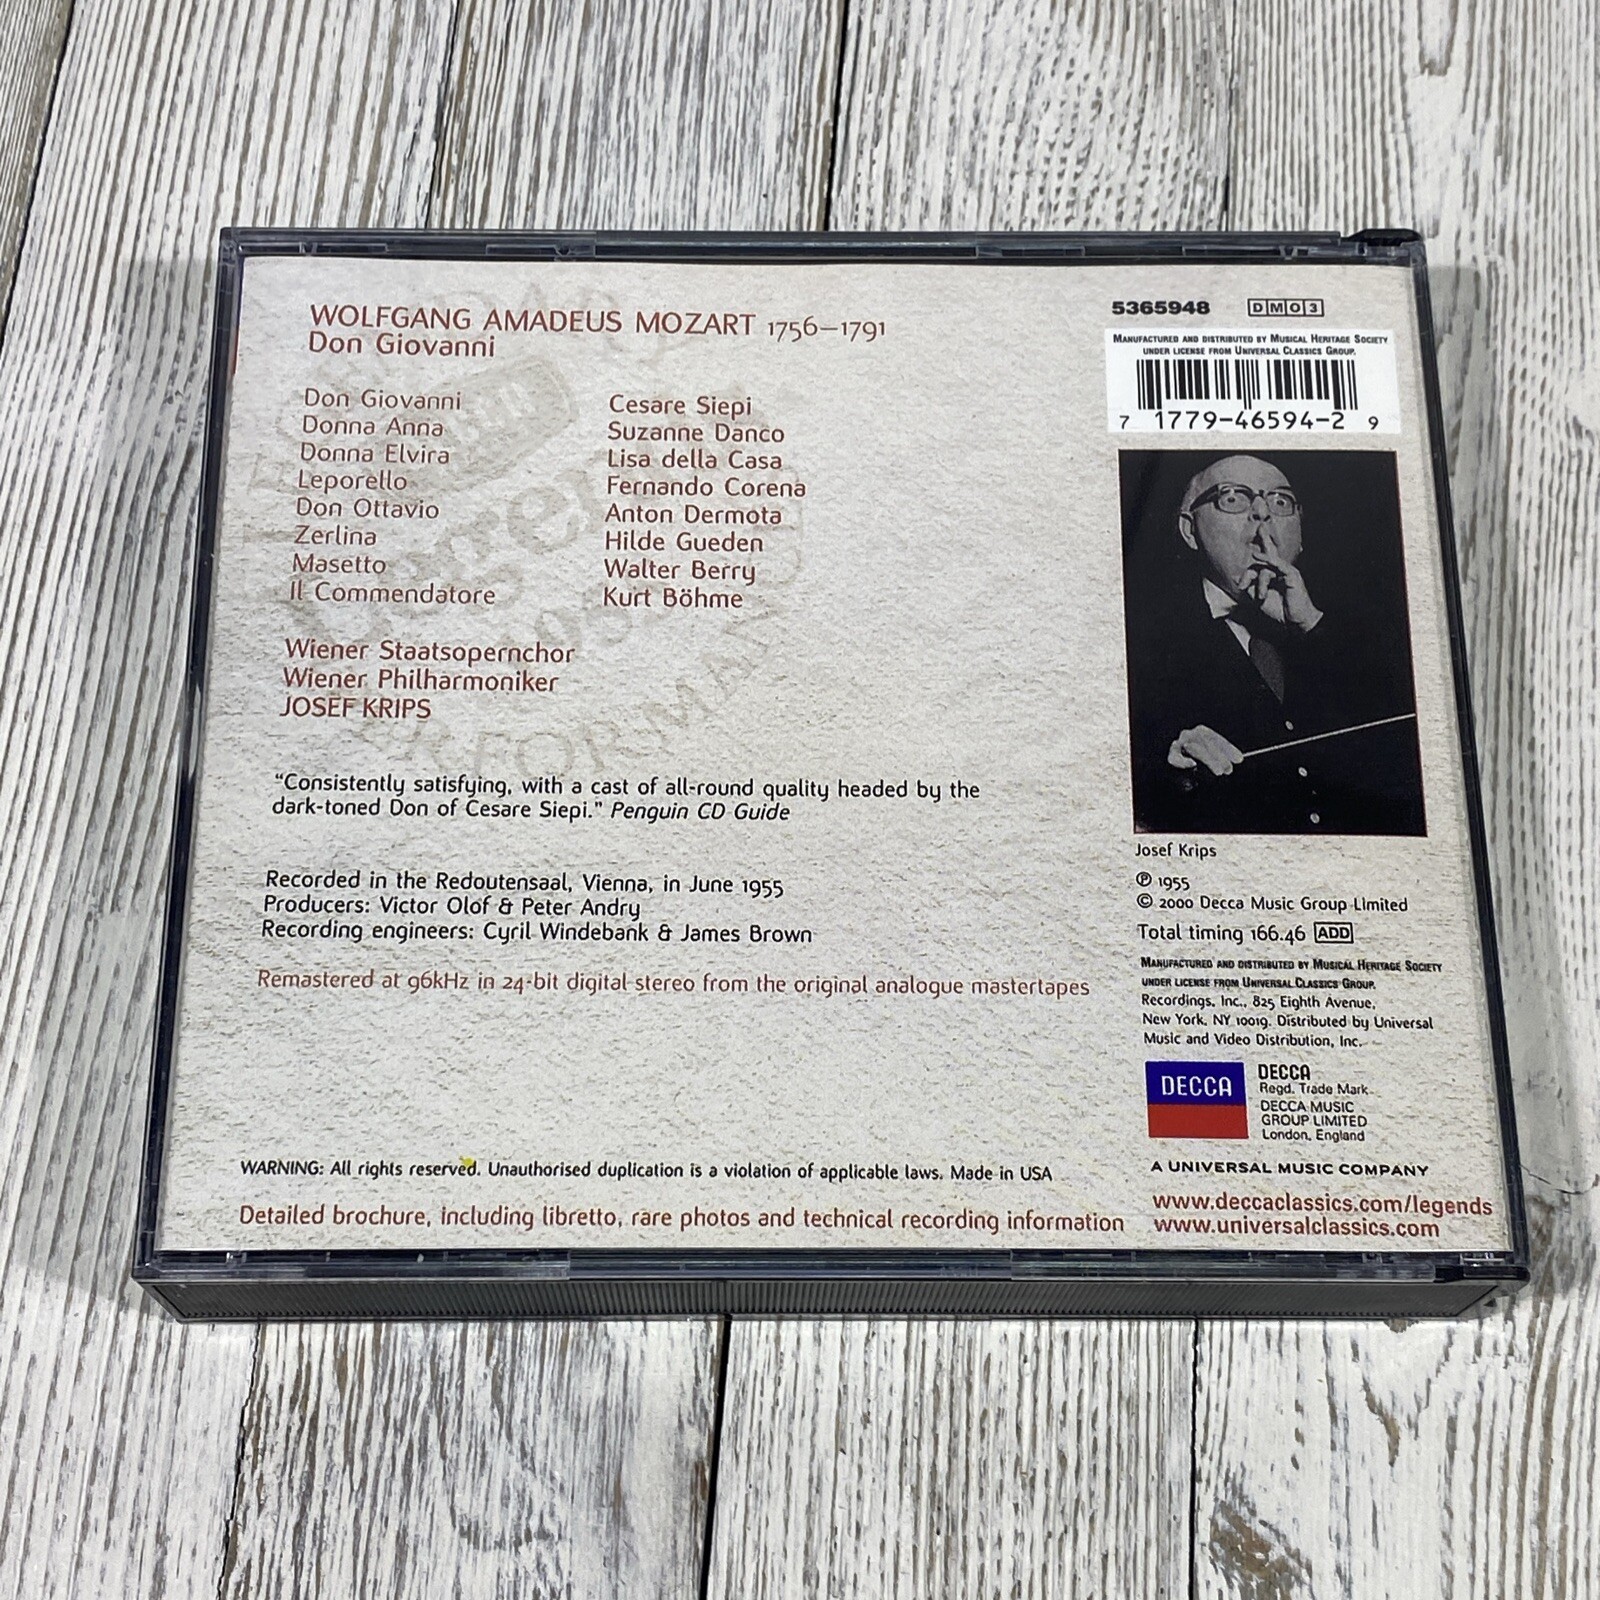 WOLFGANG AMADEUS MOZART 1756–1791
Don Giovanni
Don Giovanni Cesare Siepi
Donna Anna Suzanne Danco
Donna Elvira Lisa della Casa
Leporello Fernando Corena
Don Ottavio Anton Dermota
Zerlina Hilde Gueden
Masetto Walter Berry
Il Commendatore Kurt Böhme
Wiener Staatsopernchor
Wiener Philharmoniker
JOSEF KRIPS
"Consistently satisfying, with a cast of all-round quality headed by the
dark-toned Don of Cesare Siepi." Penguin CD Guide
Recorded in the Redoutensaal, Vienna, in June 1955
Producers: Victor Olof & Peter Andry
Recording engineers: Cyril Windebank & James Brown
Remastered at 96kHz in 24-bit digital stereo from the original analogue mastertapes
WARNING: All rights reserved. Unauthorised duplication is a violation of applicable laws. Made in USA
Detailed brochure, including libretto, rare photos and technical recording information
5365948 DMO3
MANUFACTURED AND DISTRIBUTED BY MUSICAL HERITAGE SOCIETY
UNDER LICENSE FROM UNIVERSAL CLASSICS GROUP.
7 1779-46594-2 9
Josef Krips
℗ 1955
© 2000 Decca Music Group Limited
Total timing 166.46 ADD
MANUFACTURED AND DISTRIBUTED BY MUSICAL HERITAGE SOCIETY
UNDER LICENSE FROM UNIVERSAL CLASSICS GROUP.
Recordings, Inc., 825 Eighth Avenue,
New York, NY 10019. Distributed by Universal
Music and Video Distribution, Inc.
DECCA
DECCA
Regd. Trade Mark
DECCA MUSIC
GROUP LIMITED
London, England
A UNIVERSAL MUSIC COMPANY
www.deccaclassics.com/legends
www.universalclassics.com